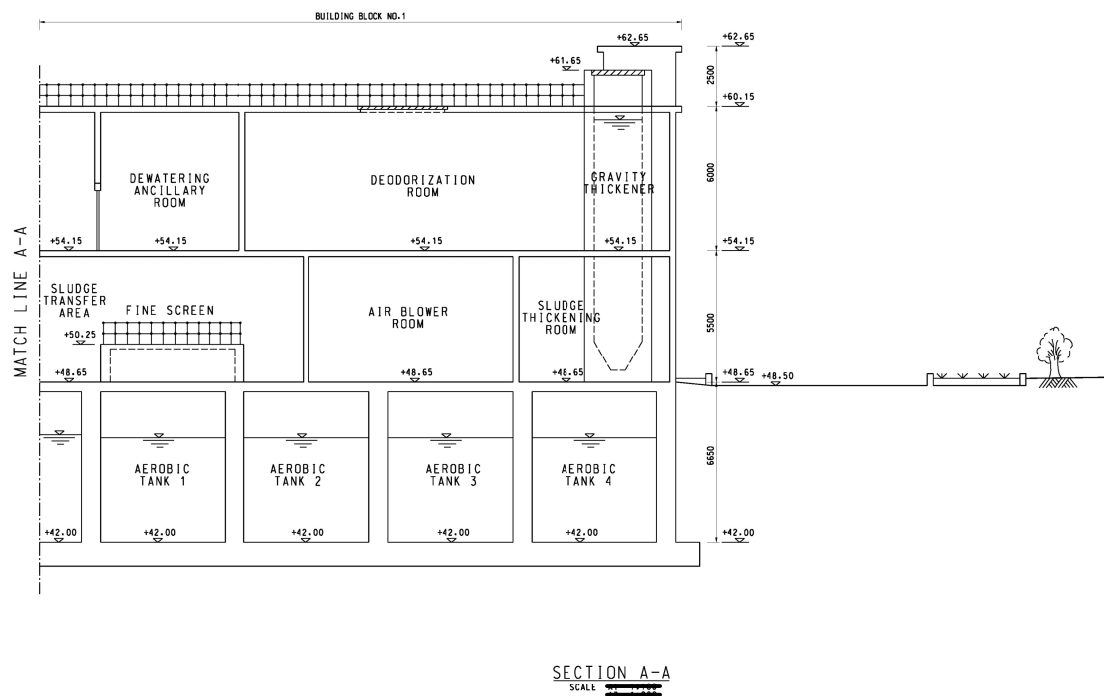 BUILDING BLOCK NO.1
+62.65
+62.65
+61.65
2500
+60.15
DEWATERING
ANCILLARY
ROOM
DEODORIZATION
ROOM
GRAVITY
THICKENER
6000
+54.15
+54.15
+54.15
+54.15
+54.15
MATCH LINE A-A
SLUDGE
TRANSFER
AREA
FINE SCREEN
AIR BLOWER
ROOM
SLUDGE
THICKENING
ROOM
5500
+50.25
+48.65
+48.65
+48.65
+48.65
+48.50
AEROBIC
TANK 1
AEROBIC
TANK 2
AEROBIC
TANK 3
AEROBIC
TANK 4
6650
+42.00
+42.00
+42.00
+42.00
+42.00
+42.00
SECTION A-A
SCALE